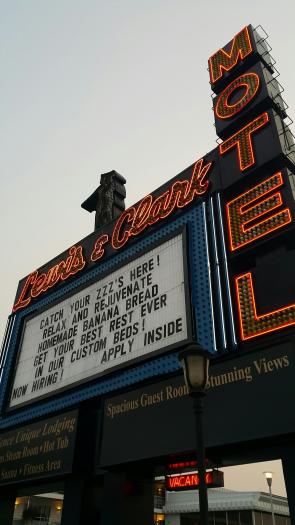 MOTEL
Lewis & Clark
CATCH YOUR ZZZ'S HERE!
RELAX AND REJUVENATE
HOMEMADE BANANA BREAD
GET YOUR BEST REST EVER
IN OUR CUSTOM BEDS!
NOW HIRING! APPLY INSIDE
Spacious Guest Rooms Stunning Views
Unique Lodging
Steam Room • Hot Tub
Sauna • Fitness Area
VACANCY